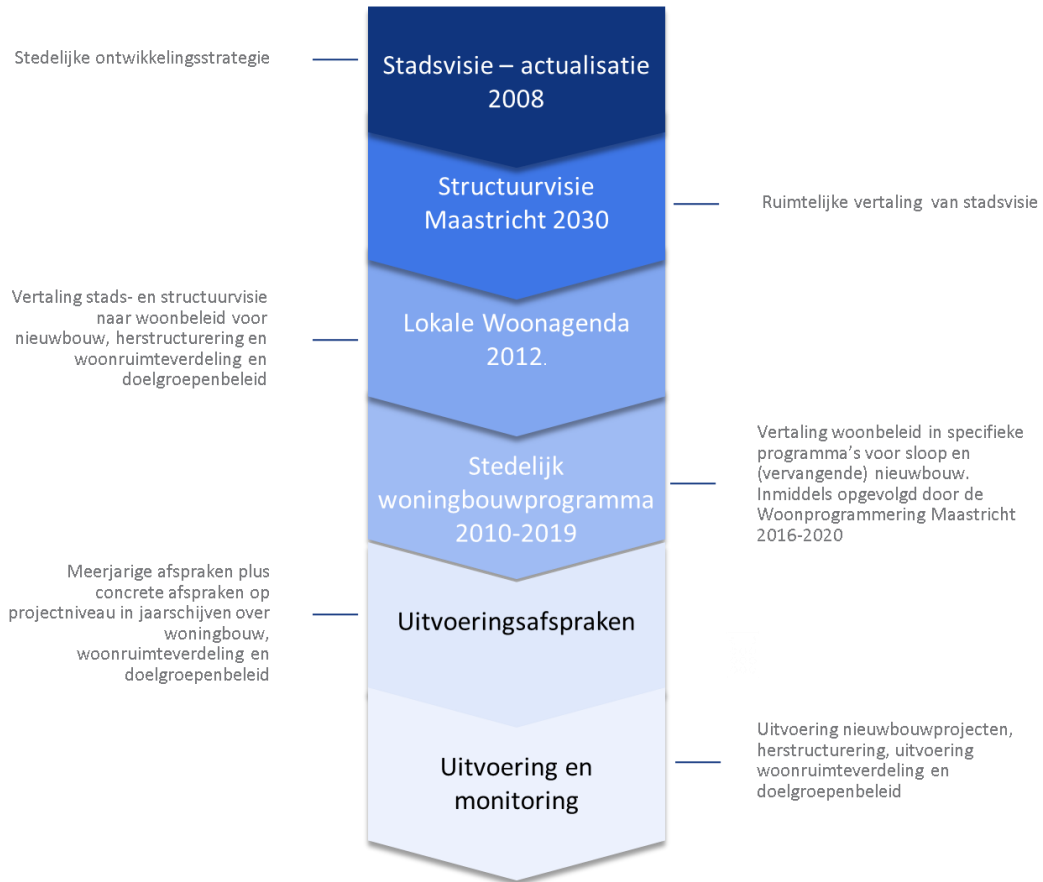 Stedelijke ontwikkelingsstrategie
Stadsvisie – actualisatie
2008
Structuurvisie
Maastricht 2030
Ruimtelijke vertaling van stadsvisie
Vertaling stads- en structuurvisie
naar woonbeleid voor
nieuwbouw, herstructurering en
woonruimteverdeling en
doelgroepenbeleid
Lokale Woonagenda
2012.
Stedelijk
woningbouwprogramma
2010-2019
Vertaling woonbeleid in specifieke
programma's voor sloop en
(vervangende) nieuwbouw.
Inmiddels opgevolgd door de
Woonprogrammering Maastricht
2016-2020
Meerjarige afspraken plus
concrete afspraken op
projectniveau in jaarschijven over
woningbouw,
woonruimteverdeling en
doelgroepenbeleid
Uitvoeringsafspraken
Uitvoering en
monitoring
Uitvoering nieuwbouwprojecten,
herstructurering, uitvoering
woonruimteverdeling en
doelgroepenbeleid